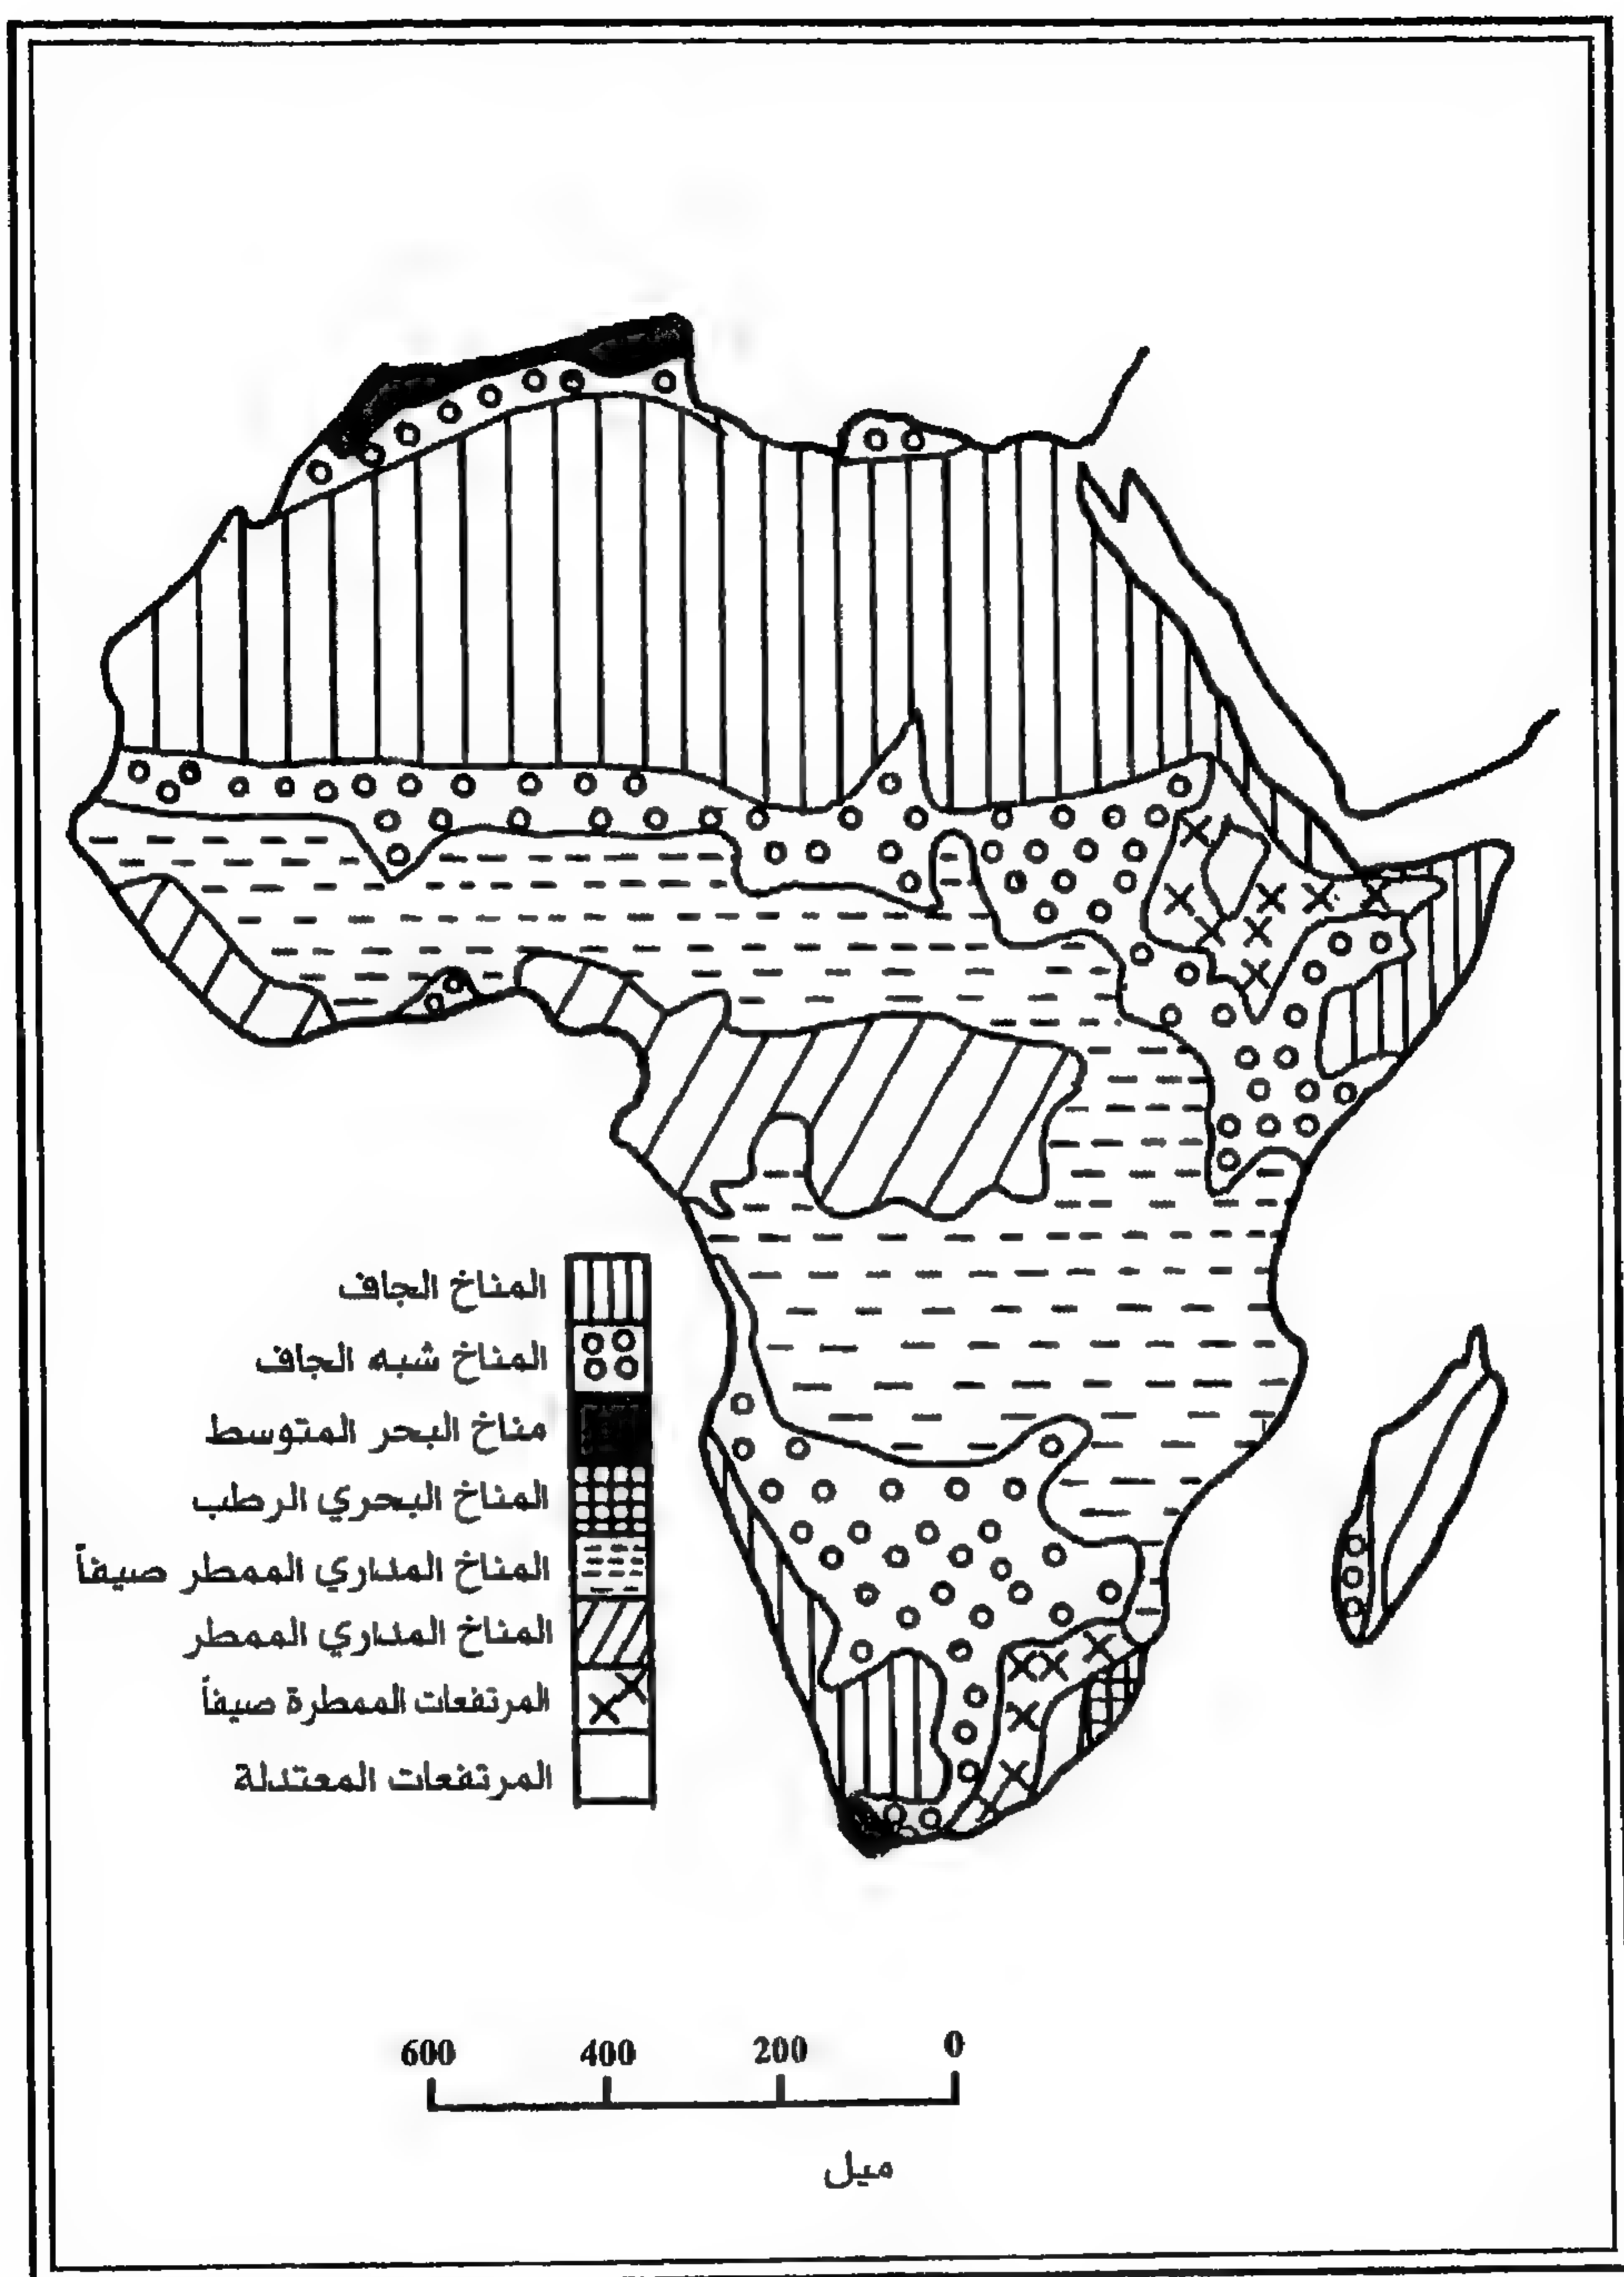 المناخ الجاف
المناخ شبه الجاف
مناخ البحر المتوسط
المناخ البحري الرطب
المناخ المداري الممطر صيفاً
المناخ المداري الممطر
المرتفعات الممطرة صيفاً
المرتفعات المعتدلة
600 400 200 0
ميل